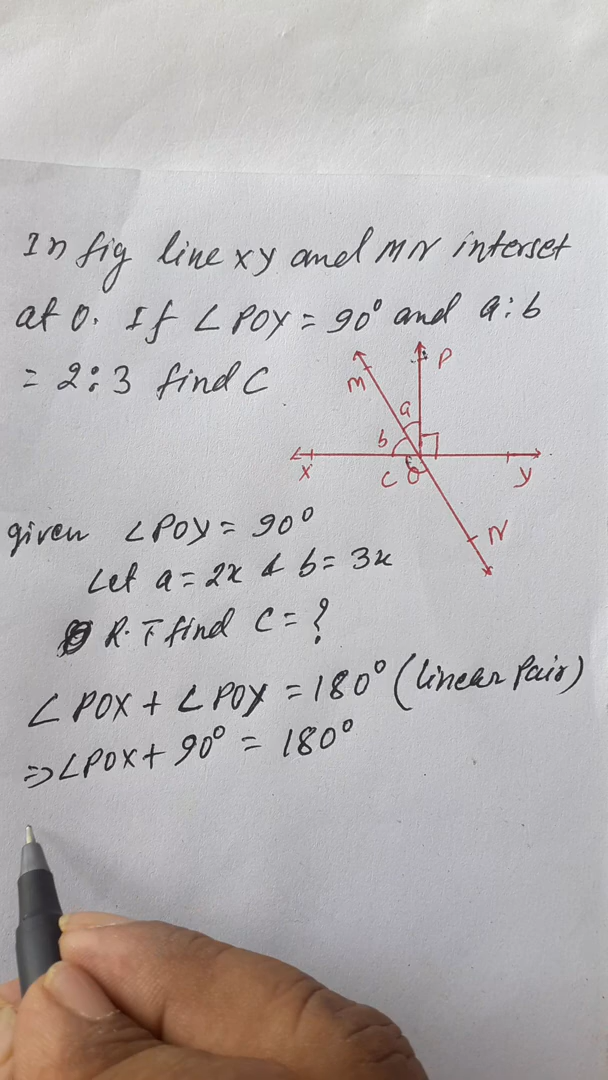 In fig line xy and MN interset
at O. If ∠POY = 90° and a:b
= 2:3 find C
P
M
a
b
X
C
O
Y
N
given ∠POY = 90°
Let a = 2x & b = 3x
R.T find C = ?
∠POX + ∠POY = 180° (linear Pair)
⇒∠POX + 90° = 180°